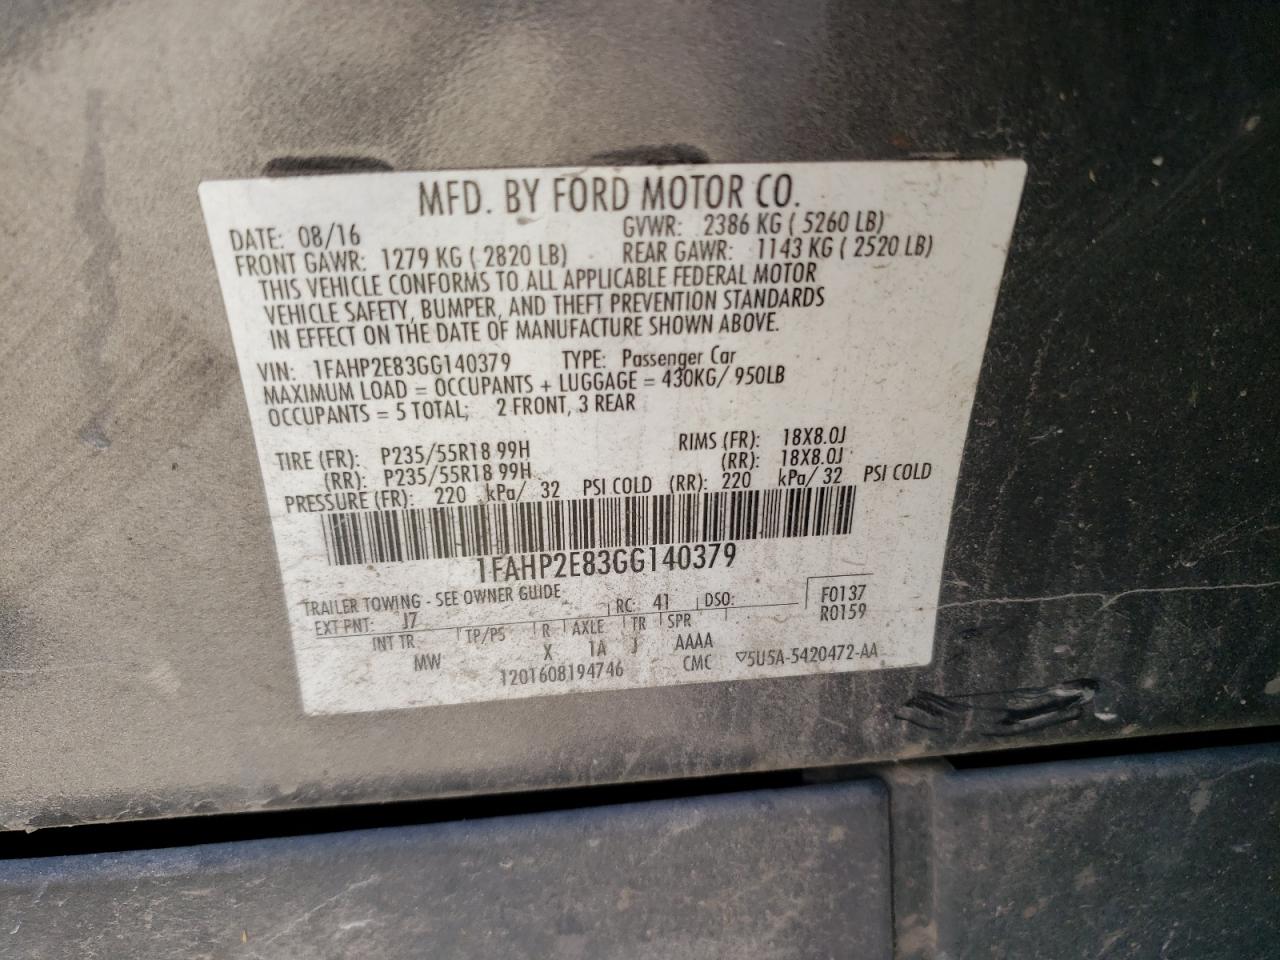 MFD. BY FORD MOTOR CO.
DATE: 08/16 GVWR: 2386 KG ( 5260 LB)
FRONT GAWR: 1279 KG ( 2820 LB) REAR GAWR: 1143 KG ( 2520 LB)
THIS VEHICLE CONFORMS TO ALL APPLICABLE FEDERAL MOTOR
VEHICLE SAFETY, BUMPER, AND THEFT PREVENTION STANDARDS
IN EFFECT ON THE DATE OF MANUFACTURE SHOWN ABOVE.
VIN: 1FAHP2E83GG140379 TYPE: Passenger Car
MAXIMUM LOAD = OCCUPANTS + LUGGAGE = 430KG/ 950LB
OCCUPANTS = 5 TOTAL; 2 FRONT, 3 REAR
TIRE (FR): P235/55R18 99H RIMS (FR): 18X8.0J
(RR): P235/55R18 99H (RR): 18X8.0J
PRESSURE (FR): 220 kPa/ 32 PSI COLD (RR): 220 kPa/ 32 PSI COLD
1FAHP2E83GG140379
TRAILER TOWING - SEE OWNER GUIDE F0137
EXT PNT: J7 RC: 41 DSO: R0159
INT TR TP/PS R AXLE TR SPR
MW X 1A J AAAA
1201608194746 CMC ▽5U5A-5420472-AA